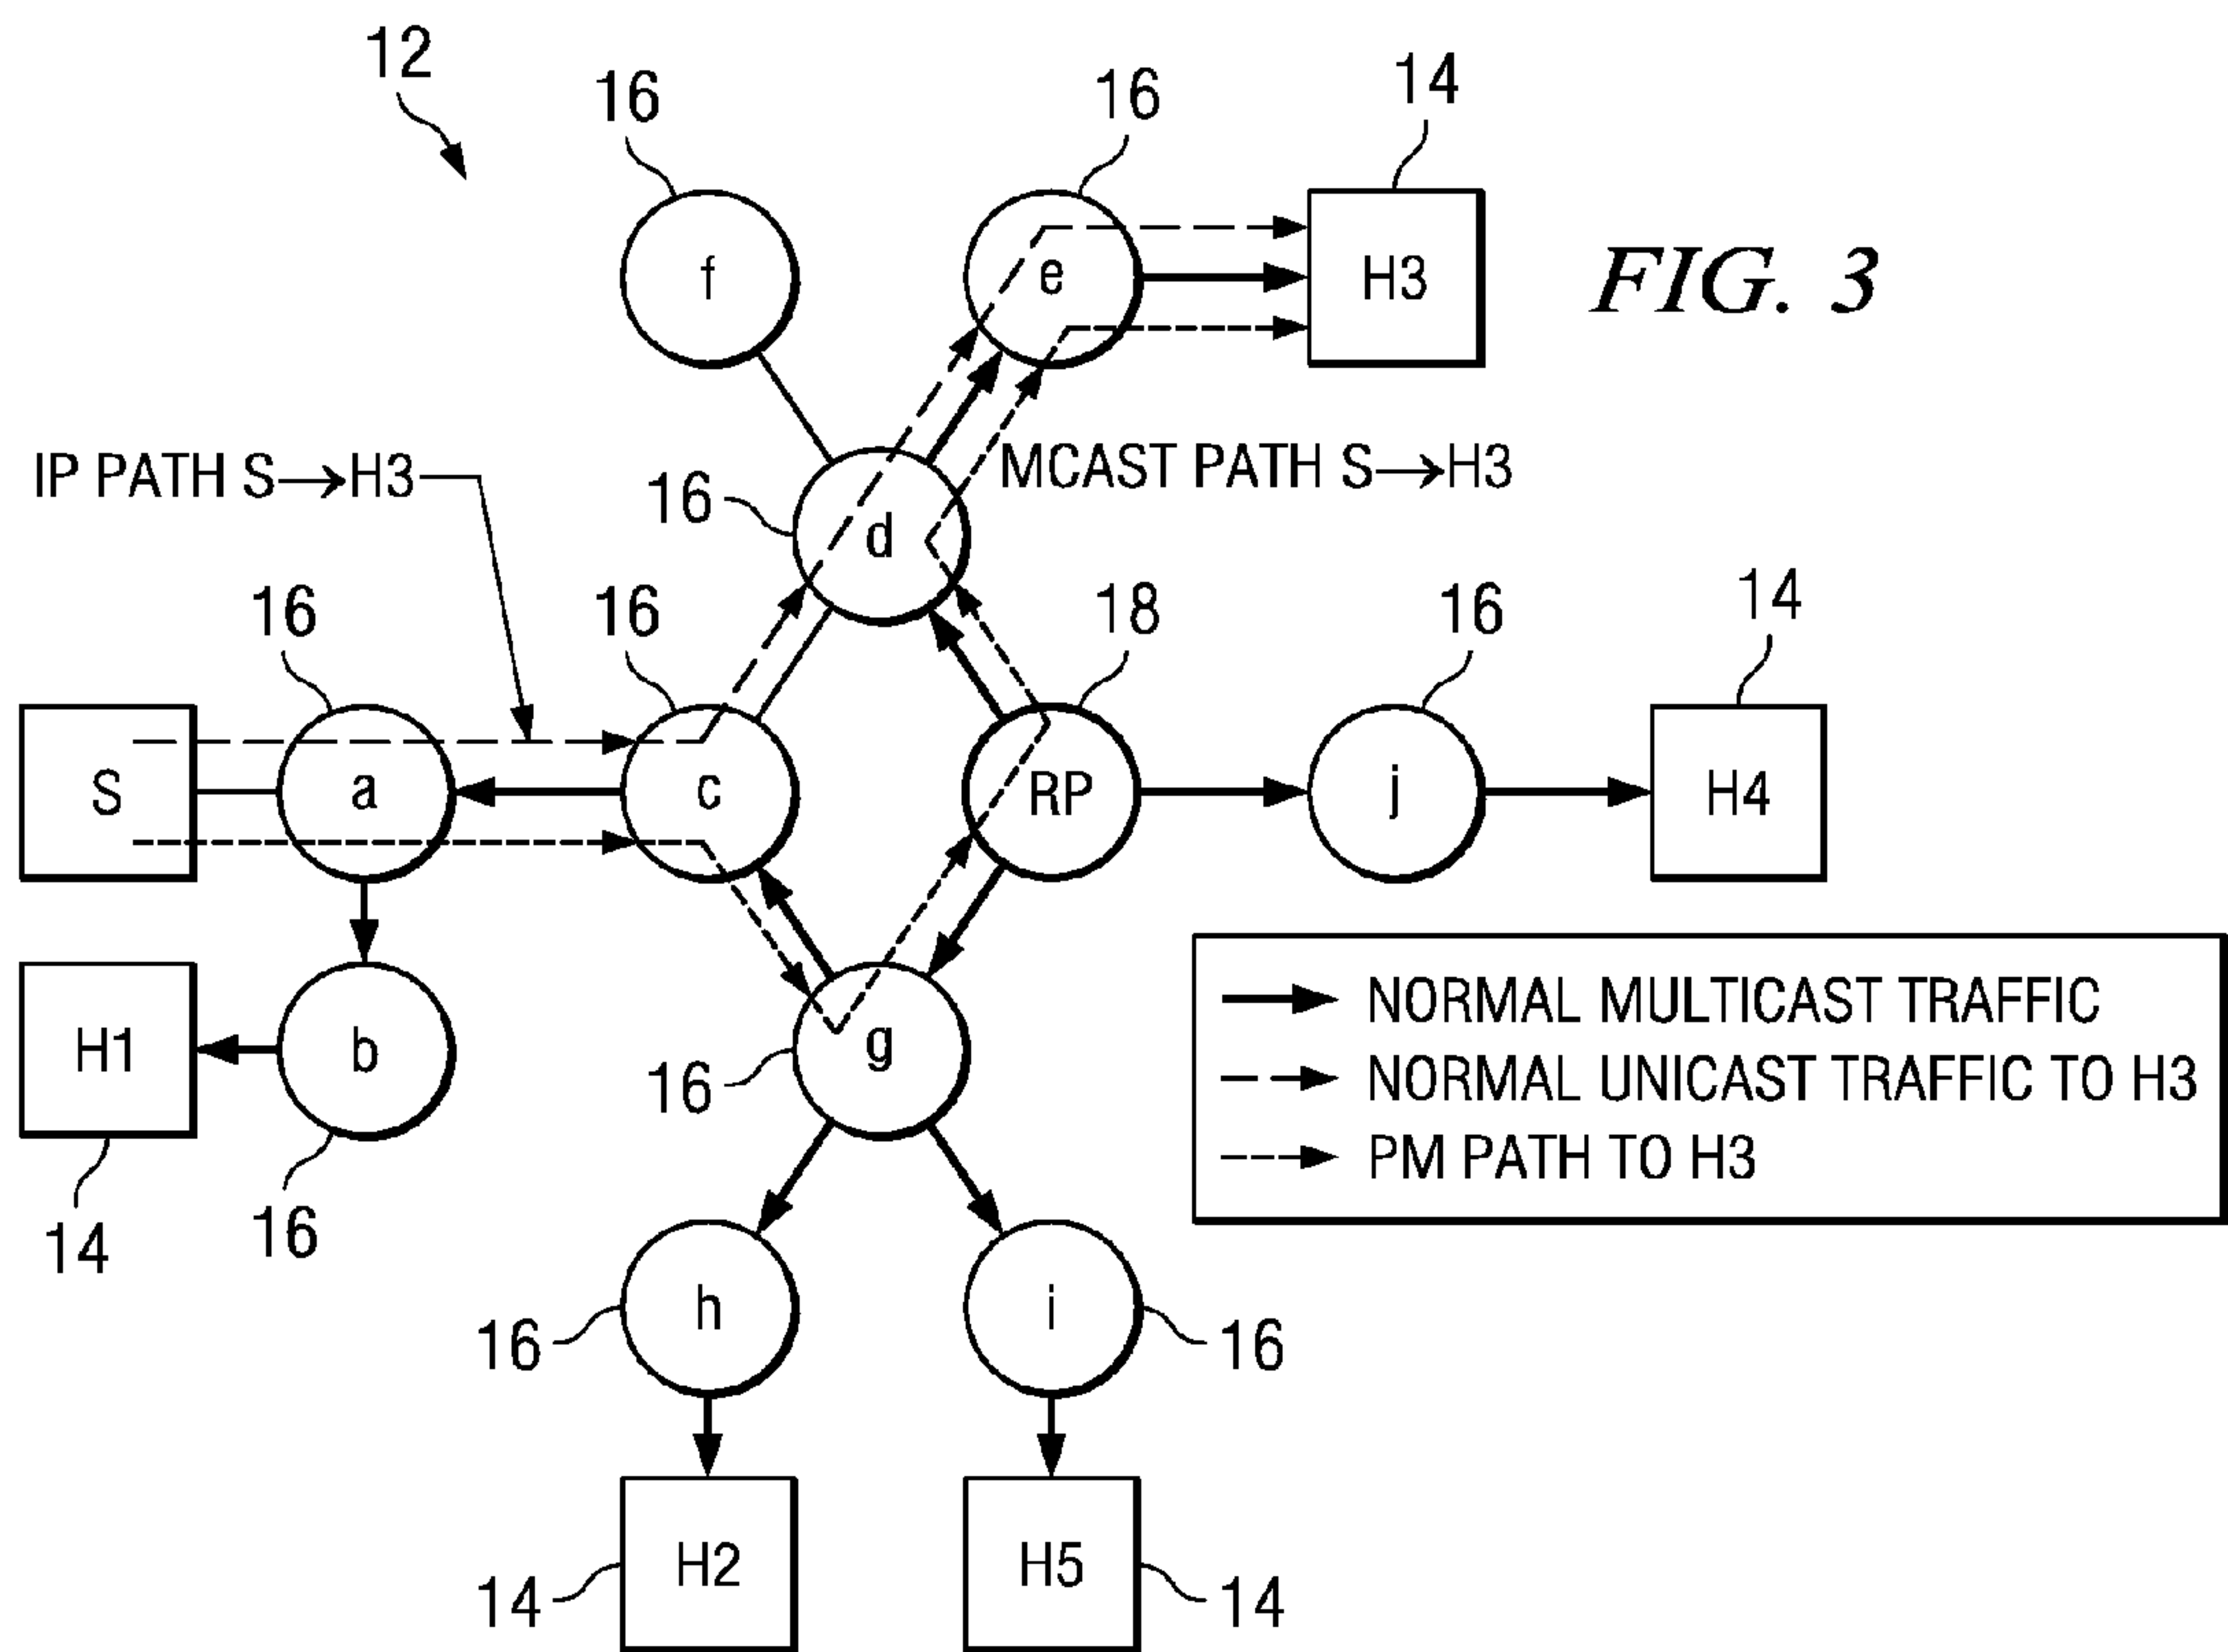 12
16
16
14
f
e
H3
FIG. 3
IP PATH S→H3
MCAST PATH S→H3
16
d
16
16
18
16
14
S
a
c
RP
j
H4
H1
b
g
16
14
16
NORMAL MULTICAST TRAFFIC
NORMAL UNICAST TRAFFIC TO H3
PM PATH TO H3
h
i
16
16
H2
H5
14
14